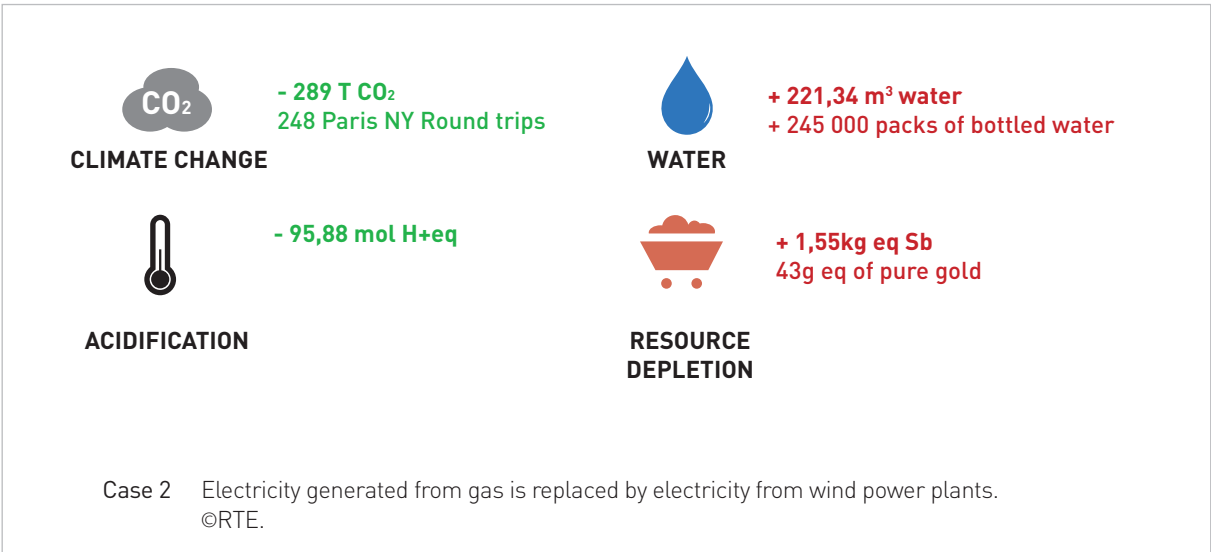 CO₂
- 289 T CO₂
248 Paris NY Round trips
CLIMATE CHANGE
+ 221,34 m³ water
+ 245 000 packs of bottled water
WATER
- 95,88 mol H+eq
ACIDIFICATION
+ 1,55kg eq Sb
43g eq of pure gold
RESOURCE
DEPLETION
Case 2 Electricity generated from gas is replaced by electricity from wind power plants.
©RTE.